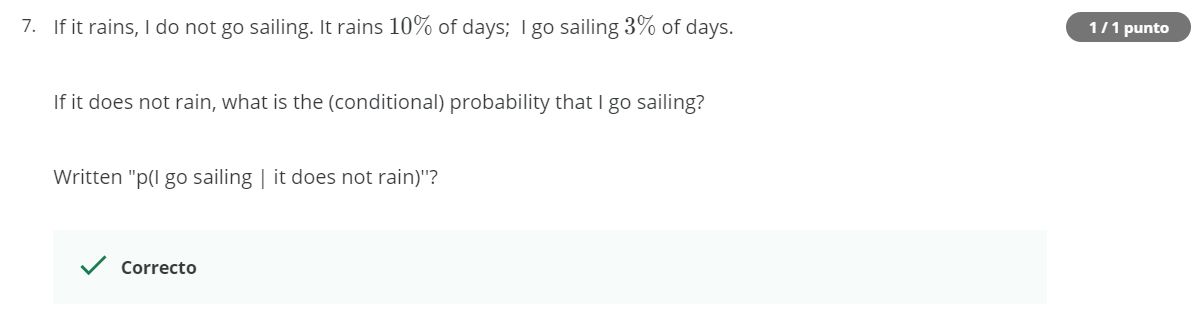 7. If it rains, I do not go sailing. It rains 10% of days;  I go sailing 3% of days.
1 / 1 punto
If it does not rain, what is the (conditional) probability that I go sailing?
Written "p(I go sailing | it does not rain)''?
Correcto